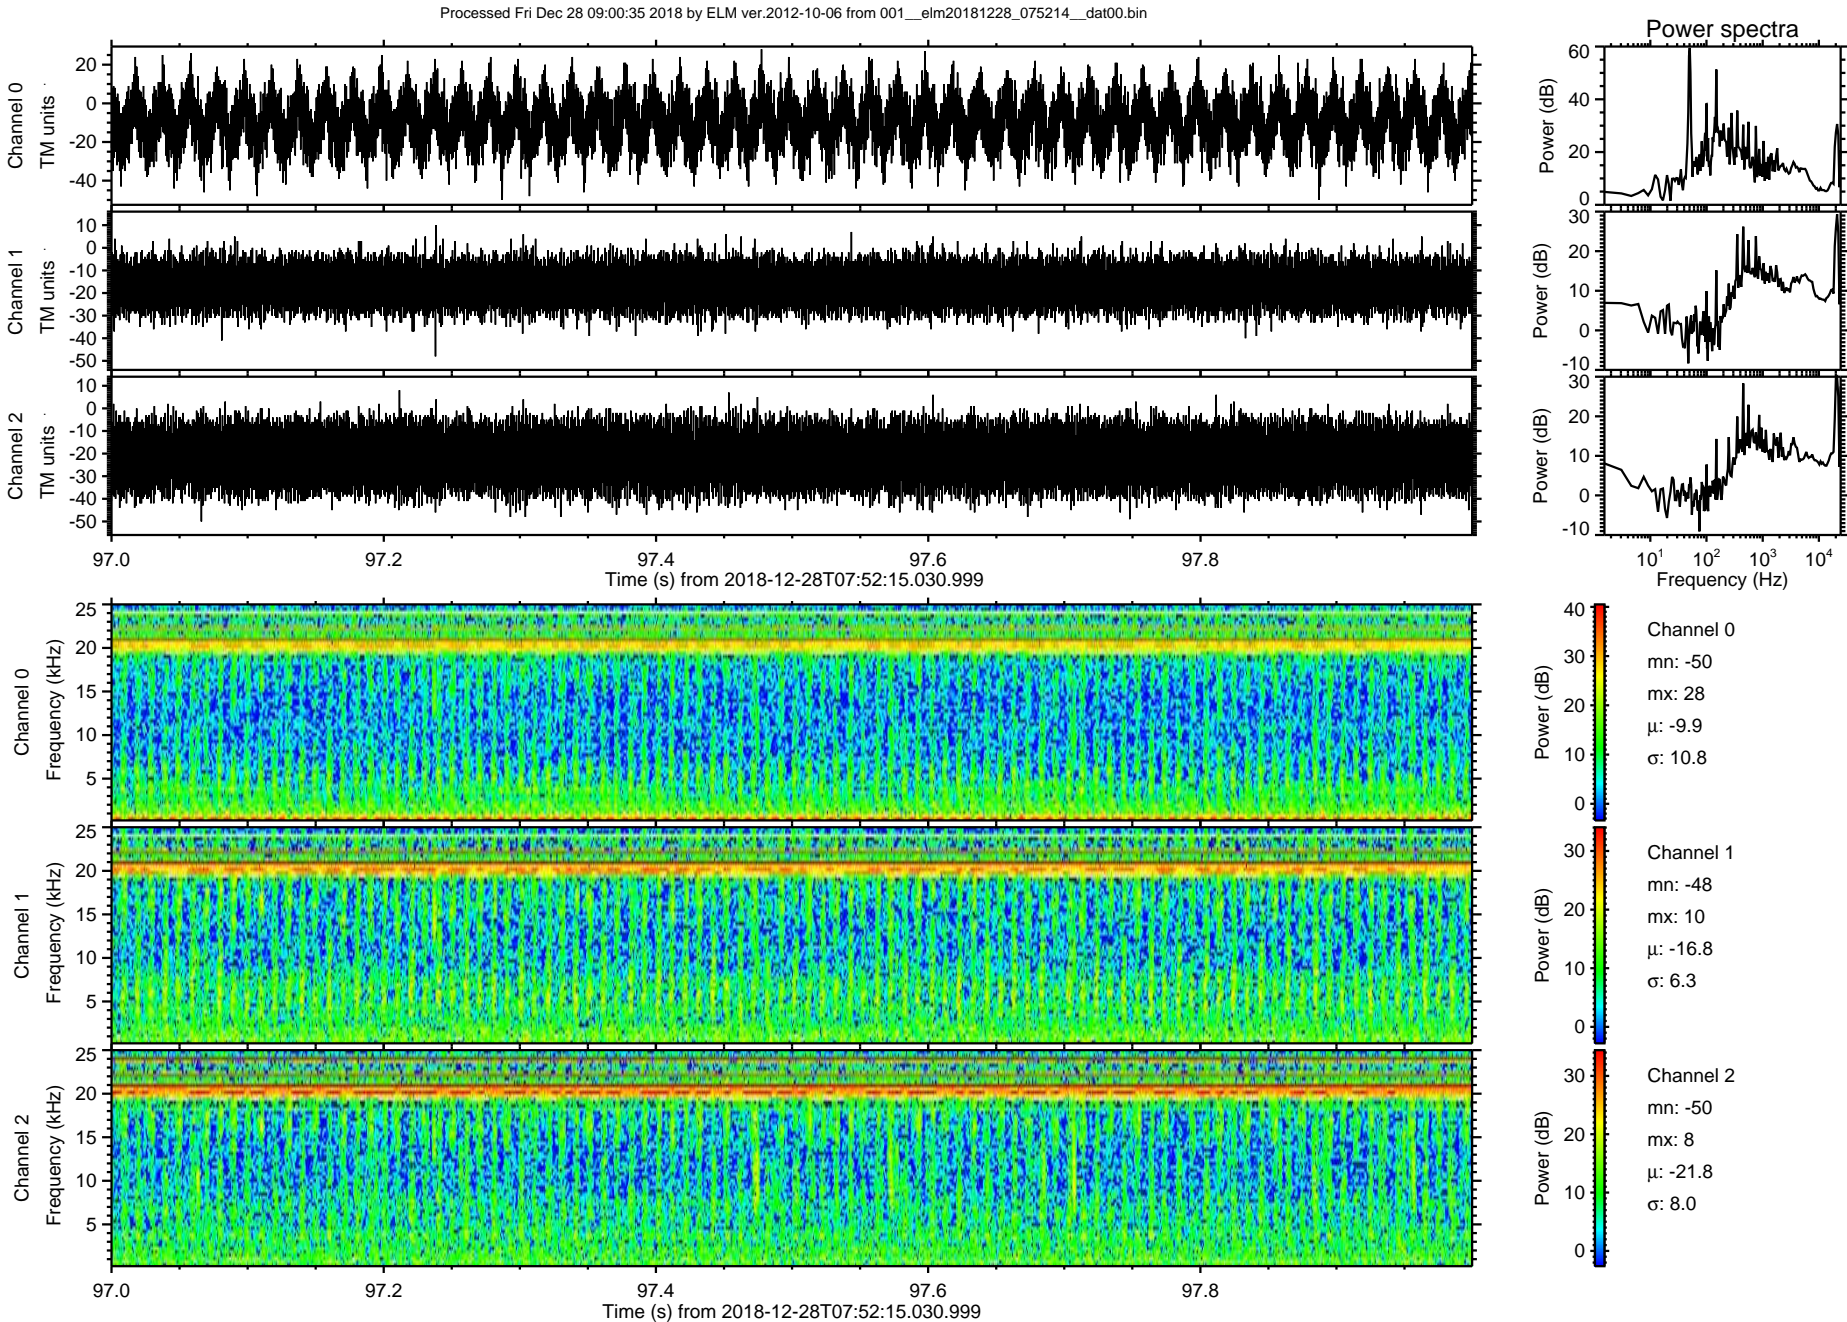 Processed Fri Dec 28 09:00:35 2018 by ELM ver.2012-10-06 from 001__elm20181228_075214__dat00.bin
Power spectra
Channel 0
TM units
20
0
-20
-40
Power (dB)
60
40
20
0
Channel 1
TM units
10
0
-10
-20
-30
-40
-50
Power (dB)
30
20
10
0
-10
Channel 2
TM units
10
0
-10
-20
-30
-40
-50
Power (dB)
30
20
10
0
-10
97.0 97.2 97.4 97.6 97.8
Time (s) from 2018-12-28T07:52:15.030.999
10^1 10^2 10^3 10^4
Frequency (Hz)
Channel 0
Frequency (kHz)
25
20
15
10
5
Power (dB)
40
30
20
10
0
Channel 0
mn: -50
mx: 28
μ: -9.9
σ: 10.8
Channel 1
Frequency (kHz)
25
20
15
10
5
Power (dB)
30
20
10
0
Channel 1
mn: -48
mx: 10
μ: -16.8
σ: 6.3
Channel 2
Frequency (kHz)
25
20
15
10
5
Power (dB)
30
20
10
0
Channel 2
mn: -50
mx: 8
μ: -21.8
σ: 8.0
97.0 97.2 97.4 97.6 97.8
Time (s) from 2018-12-28T07:52:15.030.999